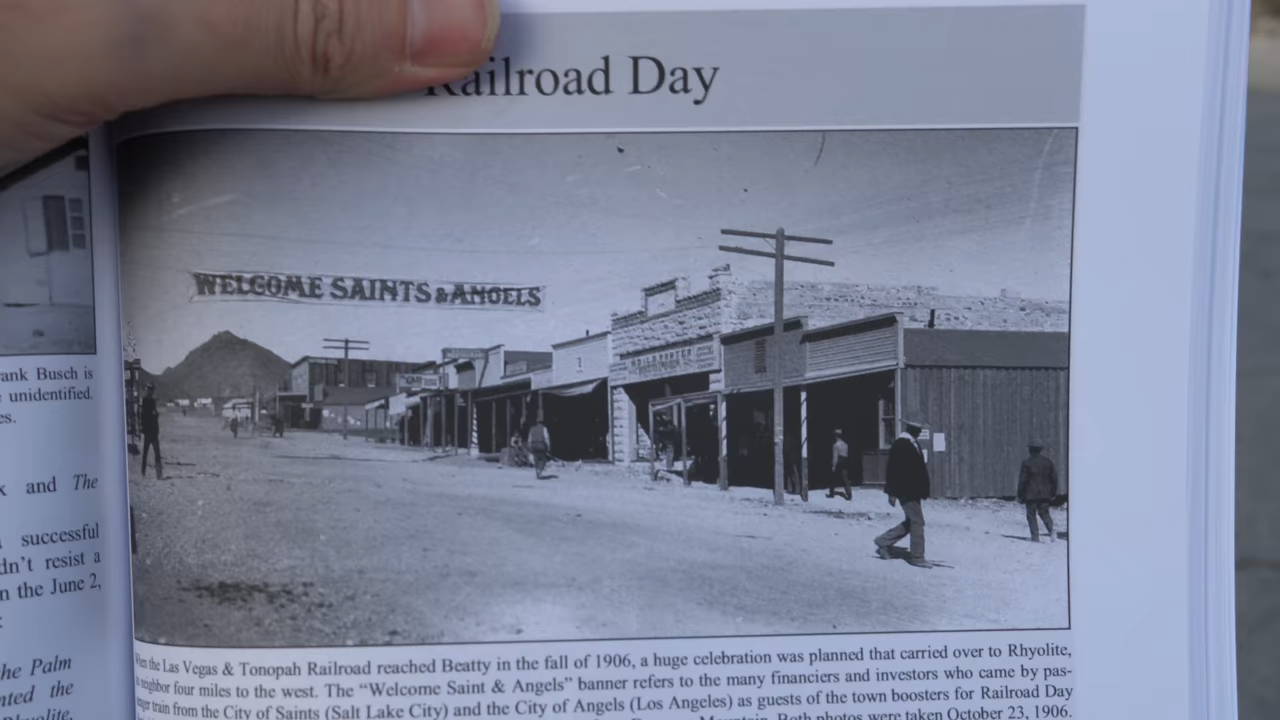 Railroad Day
WELCOME SAINTS & ANGELS
rank Busch is
unidentified.
es.
x and The
successful
dn't resist a
n the June 2,
:
he Palm
nted the
Rhyolite,
the Las Vegas & Tonopah Railroad reached Beatty in the fall of 1906, a huge celebration was planned that carried over to Rhyolite,
neighbor four miles to the west. The “Welcome Saint & Angels” banner refers to the many financiers and investors who came by pas-
train from the City of Saints (Salt Lake City) and the City of Angels (Los Angeles) as guests of the town boosters for Railroad Day
Mountain. Both photos were taken October 23, 1906.